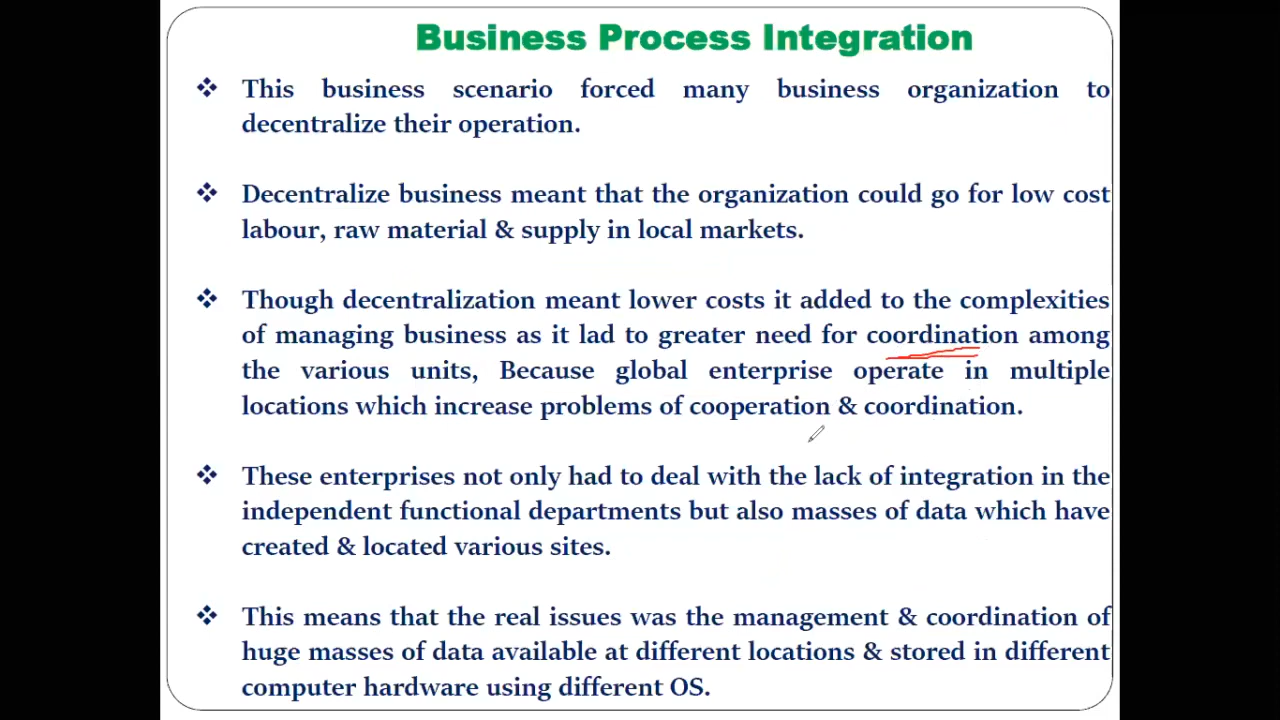 Business Process Integration
❖ This business scenario forced many business organization to
decentralize their operation.
❖ Decentralize business meant that the organization could go for low cost
labour, raw material & supply in local markets.
❖ Though decentralization meant lower costs it added to the complexities
of managing business as it lad to greater need for coordination among
the various units, Because global enterprise operate in multiple
locations which increase problems of cooperation & coordination.
❖ These enterprises not only had to deal with the lack of integration in the
independent functional departments but also masses of data which have
created & located various sites.
❖ This means that the real issues was the management & coordination of
huge masses of data available at different locations & stored in different
computer hardware using different OS.